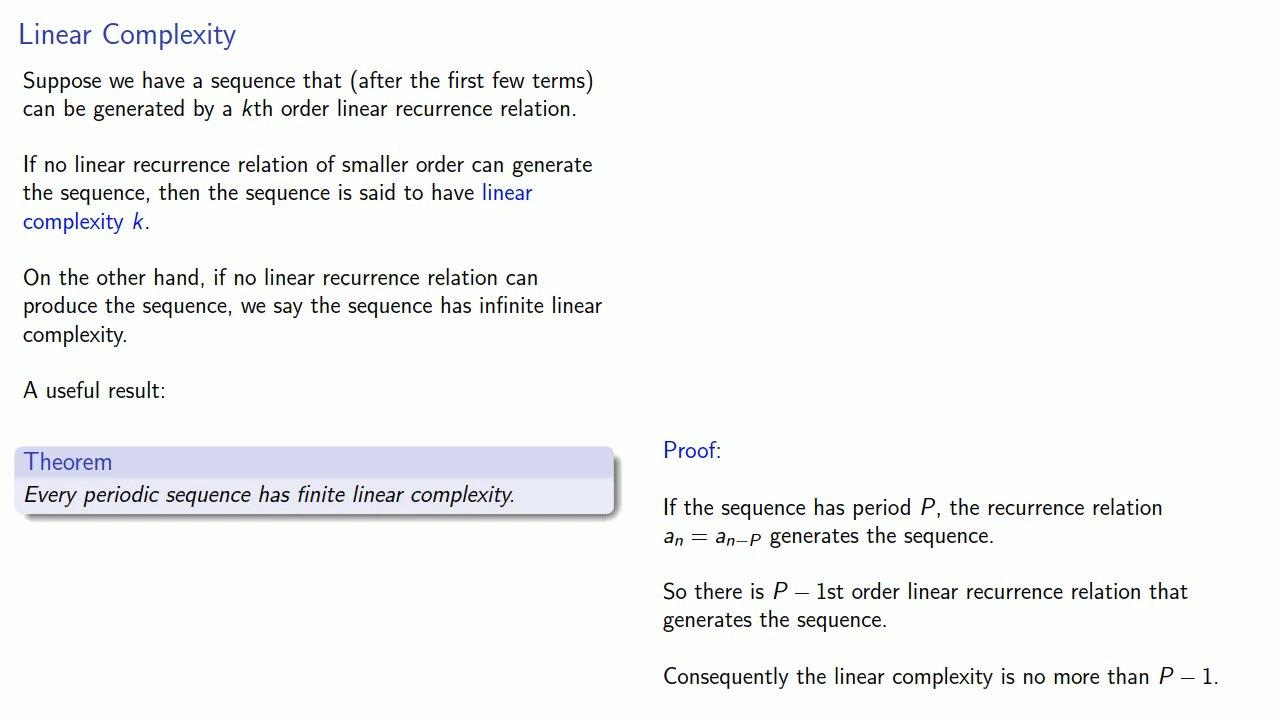 Linear Complexity
Suppose we have a sequence that (after the first few terms)
can be generated by a kth order linear recurrence relation.
If no linear recurrence relation of smaller order can generate
the sequence, then the sequence is said to have linear
complexity k.
On the other hand, if no linear recurrence relation can
produce the sequence, we say the sequence has infinite linear
complexity.
A useful result:
Theorem
Every periodic sequence has finite linear complexity.
Proof:
If the sequence has period P, the recurrence relation
aₙ = aₙ₋P generates the sequence.
So there is P − 1st order linear recurrence relation that
generates the sequence.
Consequently the linear complexity is no more than P − 1.